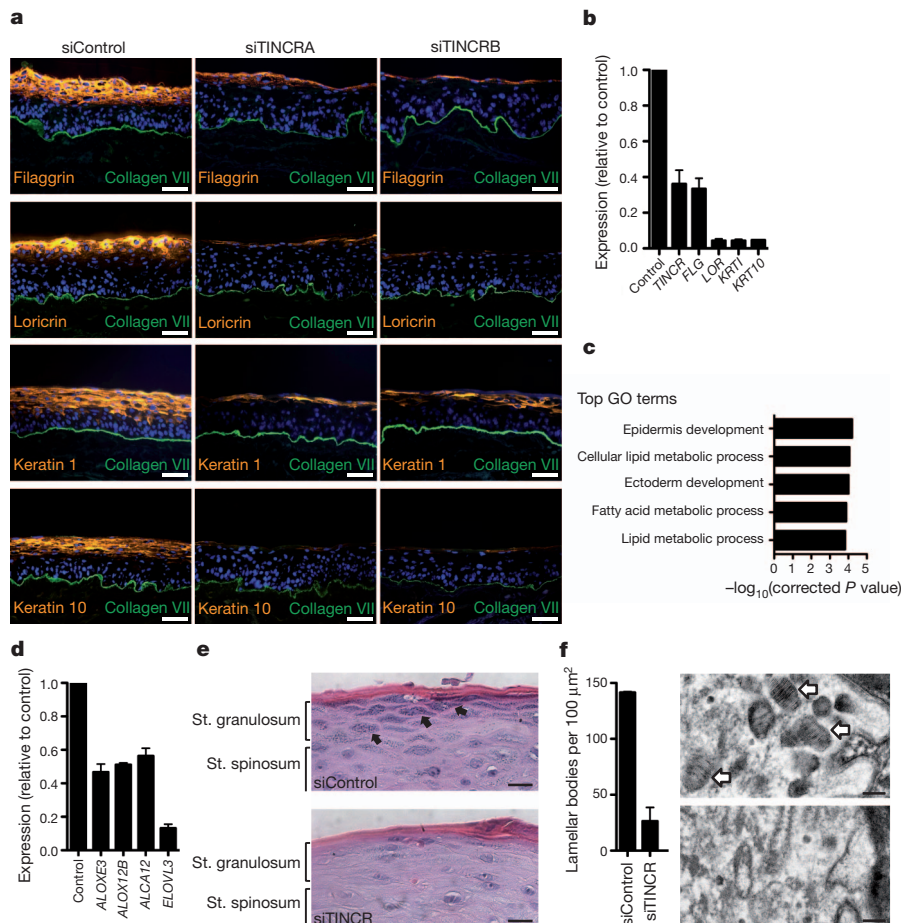 a
siControl siTINCRA siTINCRB
Filaggrin Collagen VII Filaggrin Collagen VII Filaggrin Collagen VII
Loricrin Collagen VII Loricrin Collagen VII Loricrin Collagen VII
Keratin 1 Collagen VII Keratin 1 Collagen VII Keratin 1 Collagen VII
Keratin 10 Collagen VII Keratin 10 Collagen VII Keratin 10 Collagen VII
b
Expression (relative to control)
1.0
0.8
0.6
0.4
0.2
0.0
Control
TINCR
FLG
LOR
KRTI
KRT10
c
Top GO terms
Epidermis development
Cellular lipid metabolic process
Ectoderm development
Fatty acid metabolic process
Lipid metabolic process
0 1 2 3 4 5
–log10(corrected P value)
d
Expression (relative to control)
1.0
0.8
0.6
0.4
0.2
0.0
Control
ALOXE3
ALOX12B
ALCA12
ELOVL3
e
St. granulosum
St. spinosum
siControl
St. granulosum
St. spinosum
siTINCR
f
Lamellar bodies per 100 μm2
150
100
50
0
siControl
siTINCR